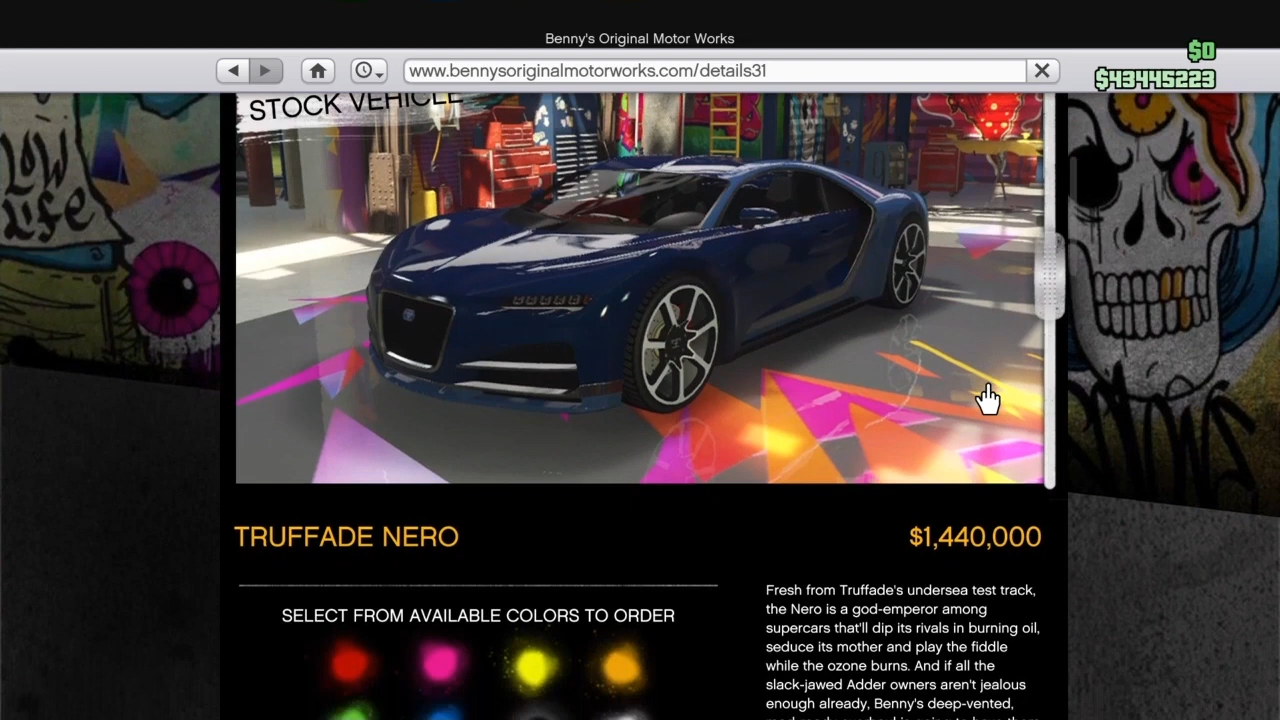 Benny's Original Motor Works
$0
www.bennysoriginalmotorworks.com/details31
$43445223
STOCK VEHICLE
LOW
Life
TRUFFADE NERO
$1,440,000
SELECT FROM AVAILABLE COLORS TO ORDER
Fresh from Truffade's undersea test track,
the Nero is a god-emperor among
supercars that'll dip its rivals in burning oil,
seduce its mother and play the fiddle
while the ozone burns. And if all the
slack-jawed Adder owners aren't jealous
enough already, Benny's deep-vented,